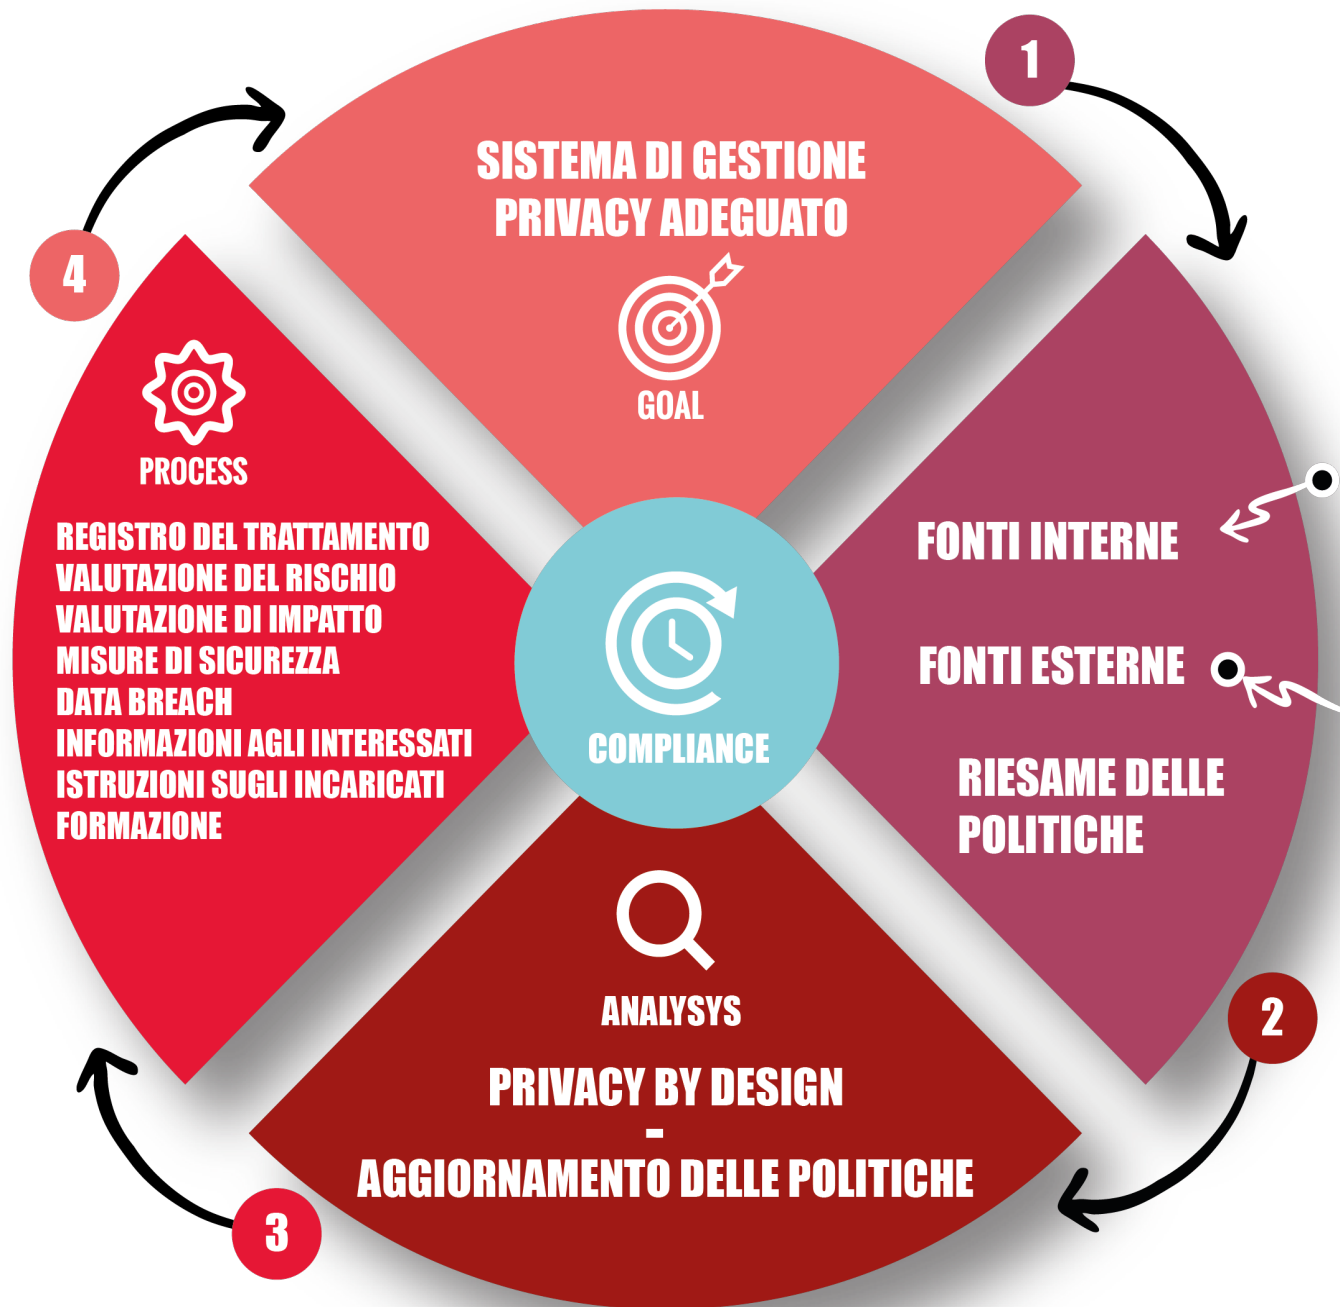 1
SISTEMA DI GESTIONE
PRIVACY ADEGUATO
GOAL
4
PROCESS
REGISTRO DEL TRATTAMENTO
VALUTAZIONE DEL RISCHIO
VALUTAZIONE DI IMPATTO
MISURE DI SICUREZZA
DATA BREACH
INFORMAZIONI AGLI INTERESSATI
ISTRUZIONI SUGLI INCARICATI
FORMAZIONE
COMPLIANCE
FONTI INTERNE
FONTI ESTERNE
RIESAME DELLE
POLITICHE
2
ANALYSYS
PRIVACY BY DESIGN
-
AGGIORNAMENTO DELLE POLITICHE
3